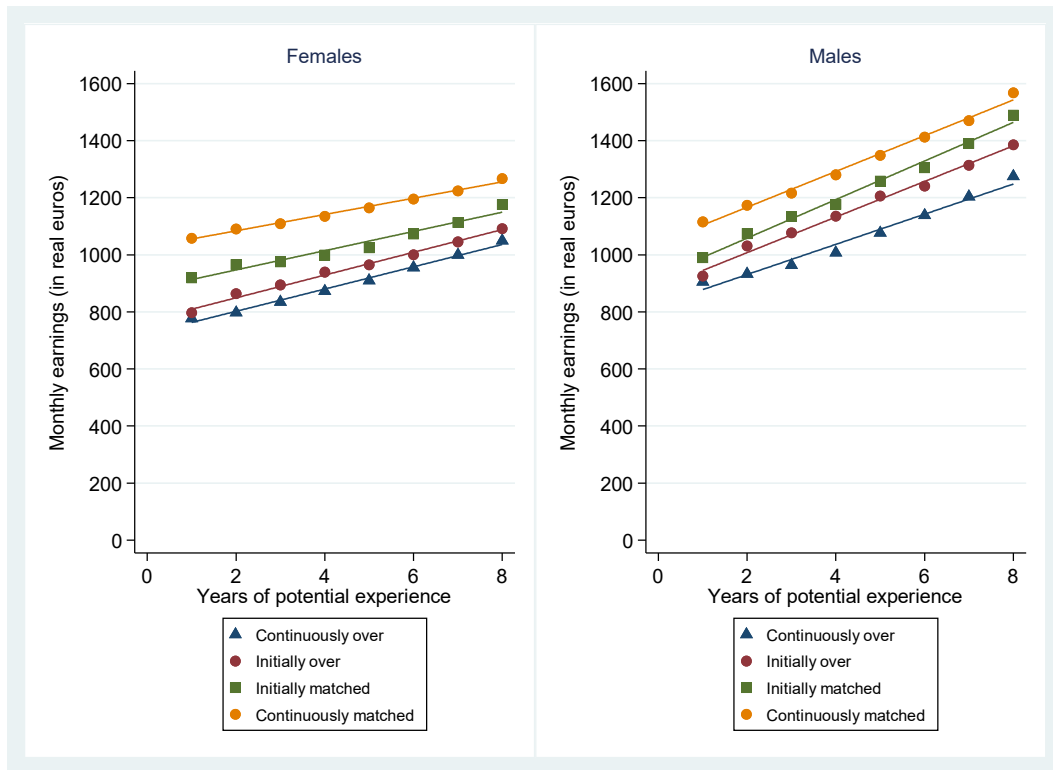 Females
Monthly earnings (in real euros)
1600
1400
1200
1000
800
600
400
200
0
0 2 4 6 8
Years of potential experience
Continuously over
Initially over
Initially matched
Continuously matched
Males
Monthly earnings (in real euros)
1600
1400
1200
1000
800
600
400
200
0
0 2 4 6 8
Years of potential experience
Continuously over
Initially over
Initially matched
Continuously matched